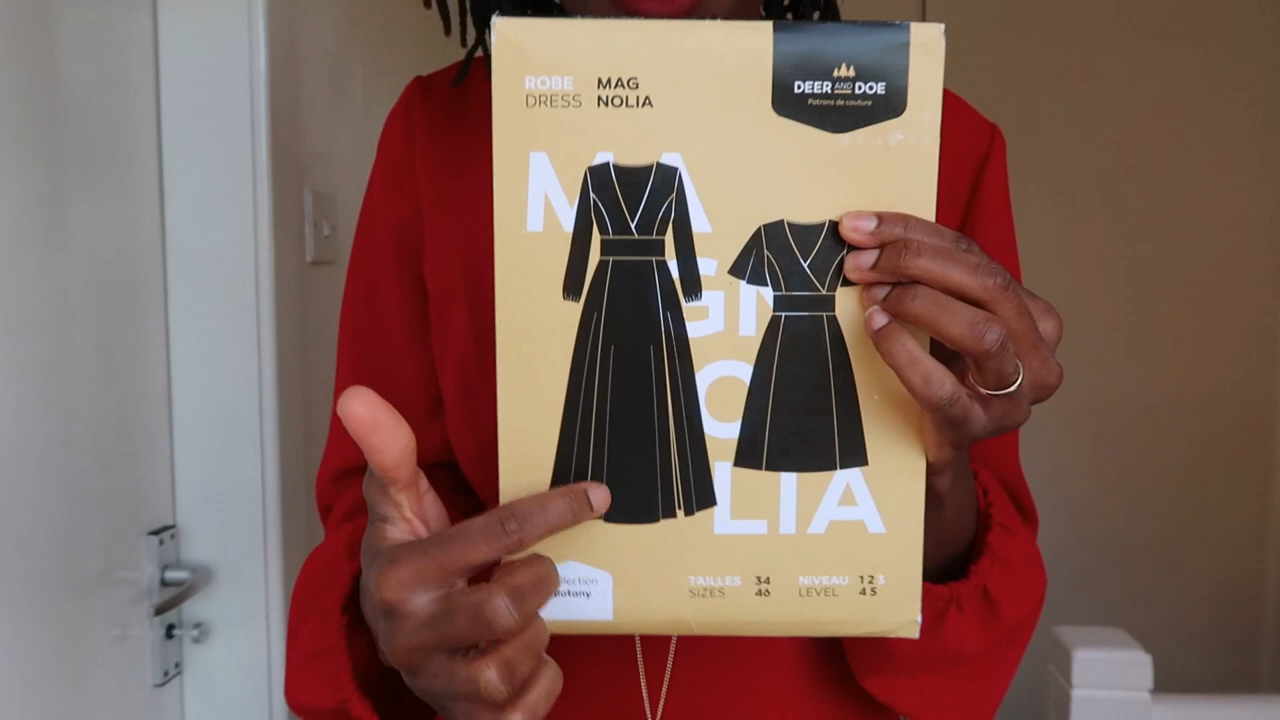 ROBE MAG
DRESS NOLIA
DEER AND DOE
Patrons de couture
MA
GN
O
LIA
TAILLES 34 NIVEAU 1 2 3
SIZES 46 LEVEL 4 5